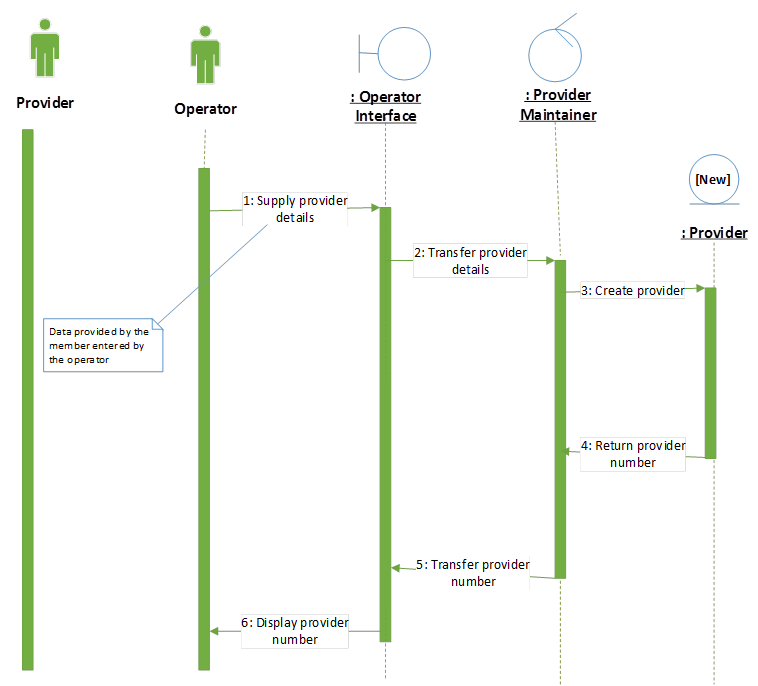 Provider
Operator
: Operator
Interface
: Provider
Maintainer
[New]
: Provider
1: Supply provider
details
2: Transfer provider
details
3: Create provider
Data provided by the
member entered by
the operator
4: Return provider
number
5: Transfer provider
number
6: Display provider
number